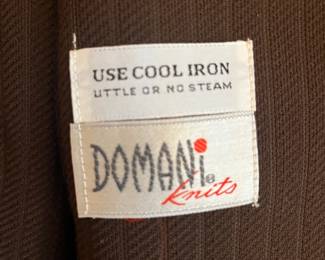 USE COOL IRON
LITTLE OR NO STEAM
DOMANi®
knits